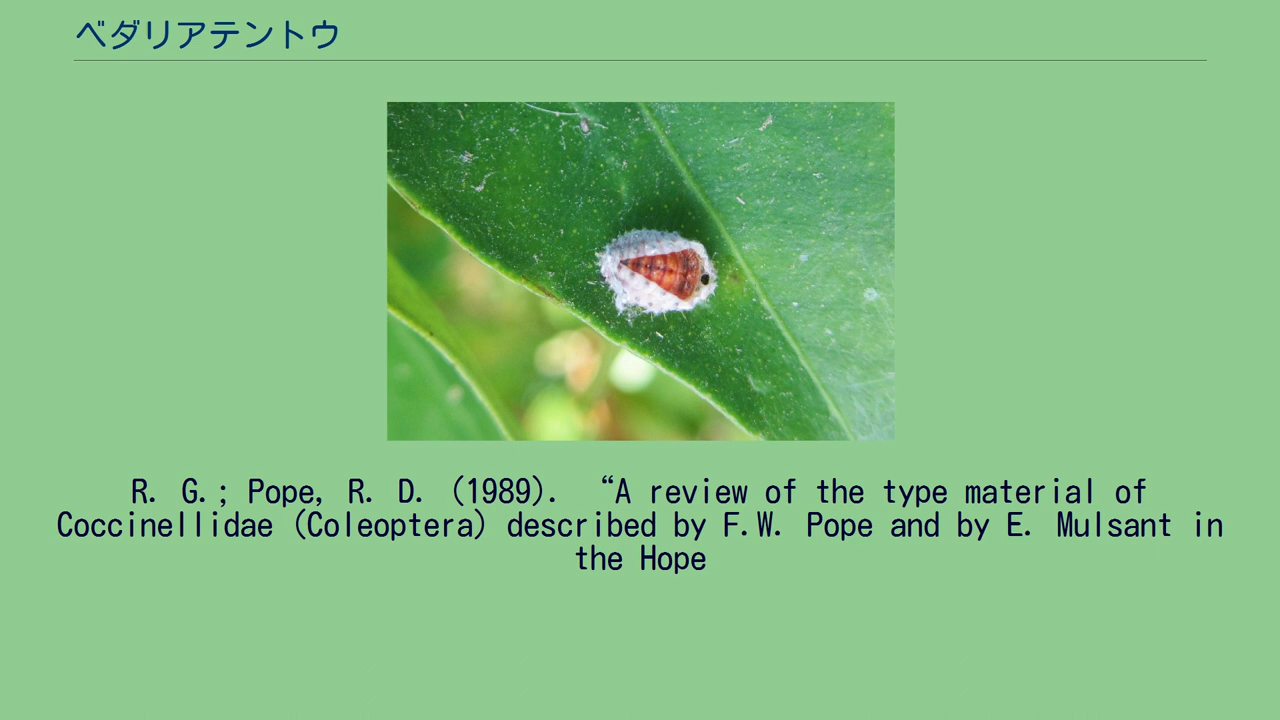 ベダリアテントウ
R. G.; Pope, R. D. (1989). “A review of the type material of
Coccinellidae (Coleoptera) described by F.W. Pope and by E. Mulsant in
the Hope